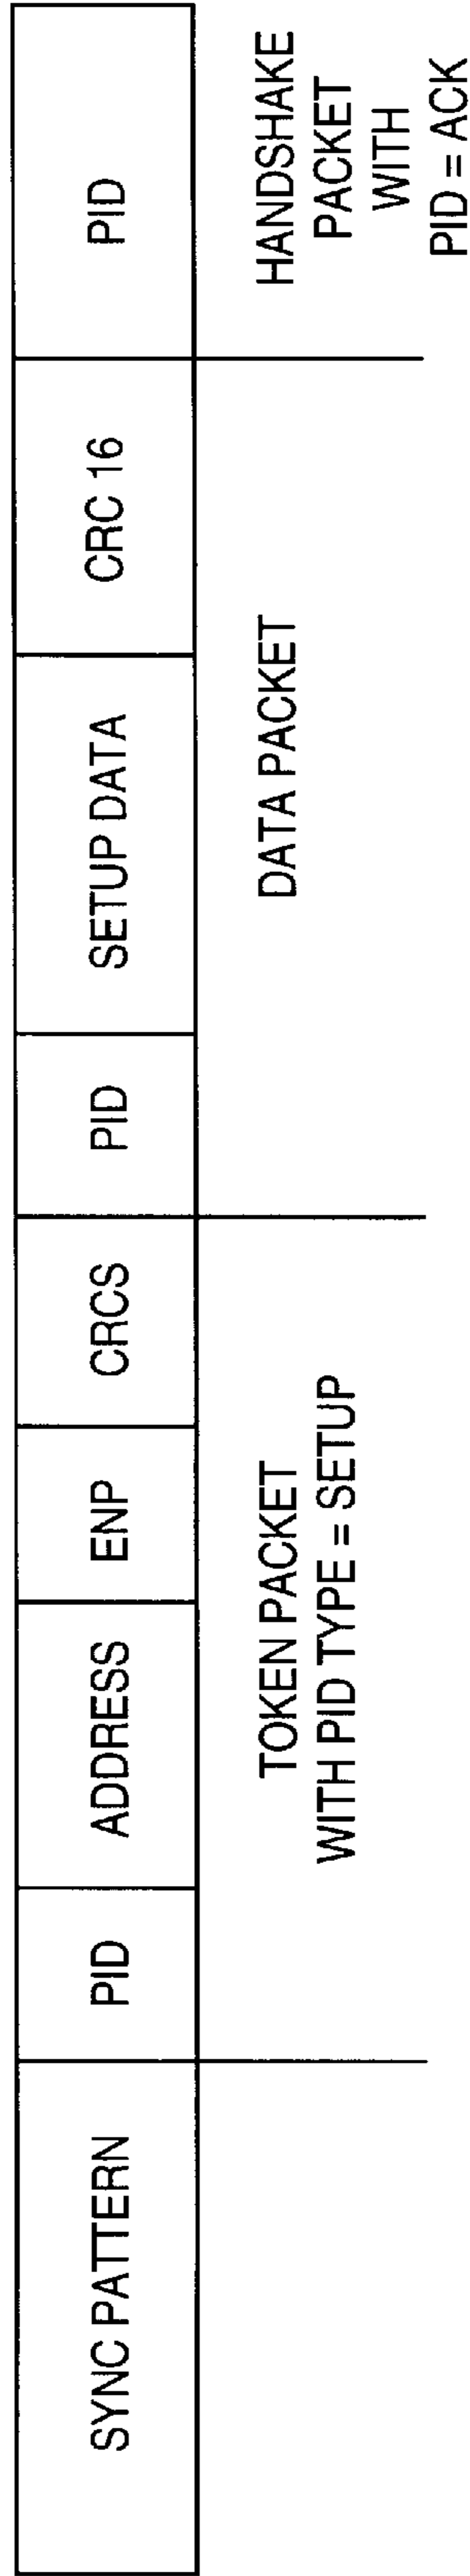 SYNC PATTERN
PID
ADDRESS
ENP
CRCS
PID
SETUP DATA
CRC 16
PID
TOKEN PACKET
WITH PID TYPE = SETUP
DATA PACKET
HANDSHAKE
PACKET
WITH
PID = ACK